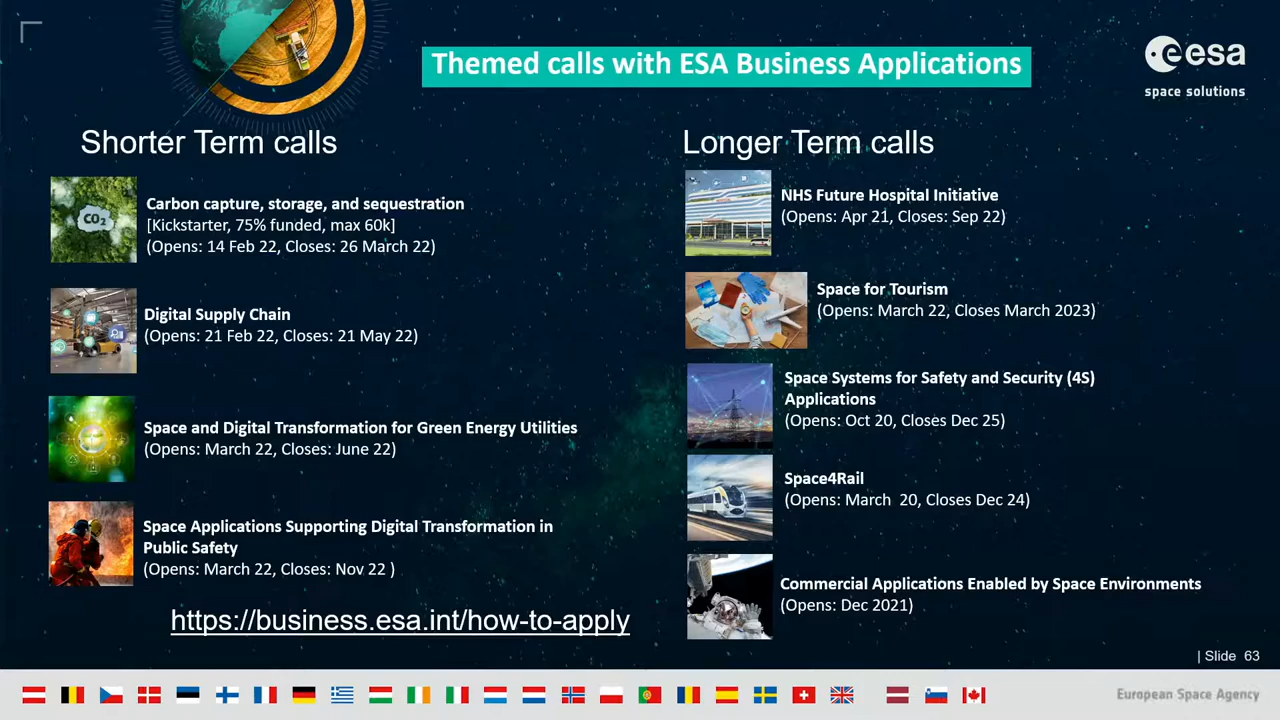 Themed calls with ESA Business Applications
esa
space solutions
Shorter Term calls
CO2
Carbon capture, storage, and sequestration
[Kickstarter, 75% funded, max 60k]
(Opens: 14 Feb 22, Closes: 26 March 22)
Digital Supply Chain
(Opens: 21 Feb 22, Closes: 21 May 22)
Space and Digital Transformation for Green Energy Utilities
(Opens: March 22, Closes: June 22)
Space Applications Supporting Digital Transformation in
Public Safety
(Opens: March 22, Closes: Nov 22 )
https://business.esa.int/how-to-apply
Longer Term calls
NHS Future Hospital Initiative
(Opens: Apr 21, Closes: Sep 22)
Space for Tourism
(Opens: March 22, Closes March 2023)
Space Systems for Safety and Security (4S)
Applications
(Opens: Oct 20, Closes Dec 25)
Space4Rail
(Opens: March  20, Closes Dec 24)
Commercial Applications Enabled by Space Environments
(Opens: Dec 2021)
| Slide  63
European Space Agency